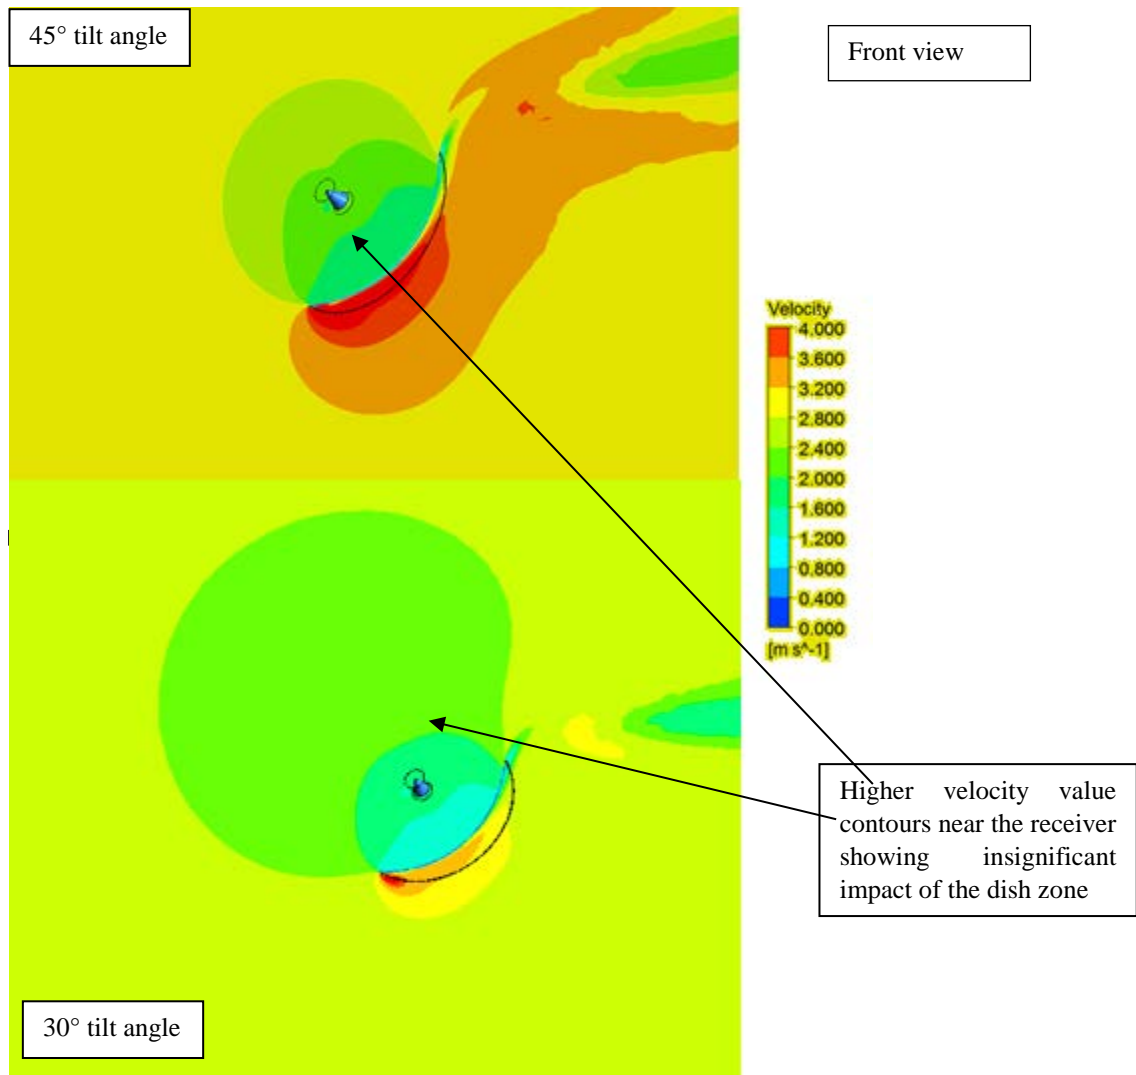 45° tilt angle
Front view
Velocity
4.000
3.600
3.200
2.800
2.400
2.000
1.600
1.200
0.800
0.400
0.000
[m s^-1]
Higher velocity value
contours near the receiver
showing insignificant
impact of the dish zone
30° tilt angle